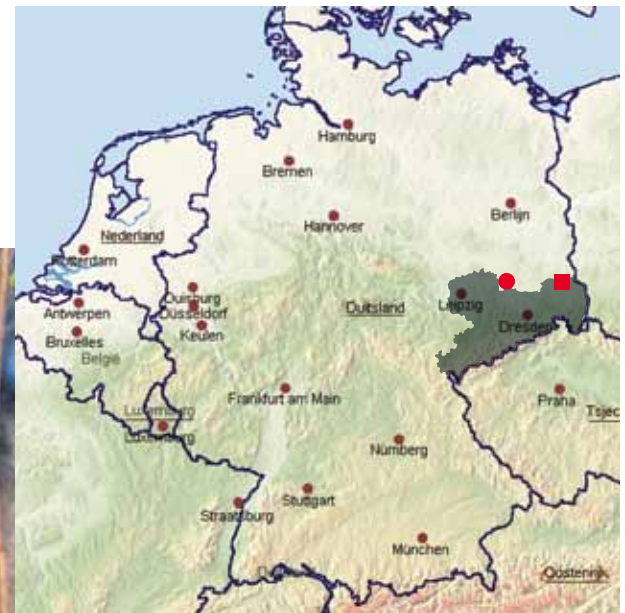 Hamburg
Bremen
Hannover
Berlijn
Nederland
Rotterdam
Duisburg
Düsseldorf
Keulen
Duitsland
Leipzig
Dresden
Antwerpen
Bruxelles
België
Luxemburg
Luxemburg
Frankfurt am Main
Praha
Tsjec
Nürnberg
Stuttgart
Straatsburg
München
Oostenrijk